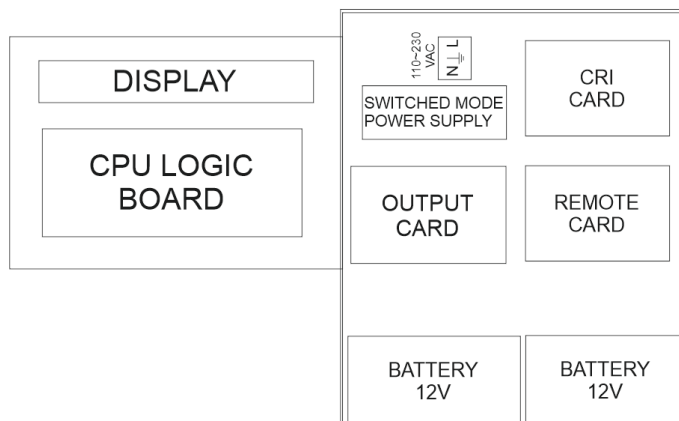 DISPLAY
CPU LOGIC
BOARD
110~230
VAC
N L
SWITCHED MODE
POWER SUPPLY
CRI
CARD
OUTPUT
CARD
REMOTE
CARD
BATTERY
12V
BATTERY
12V